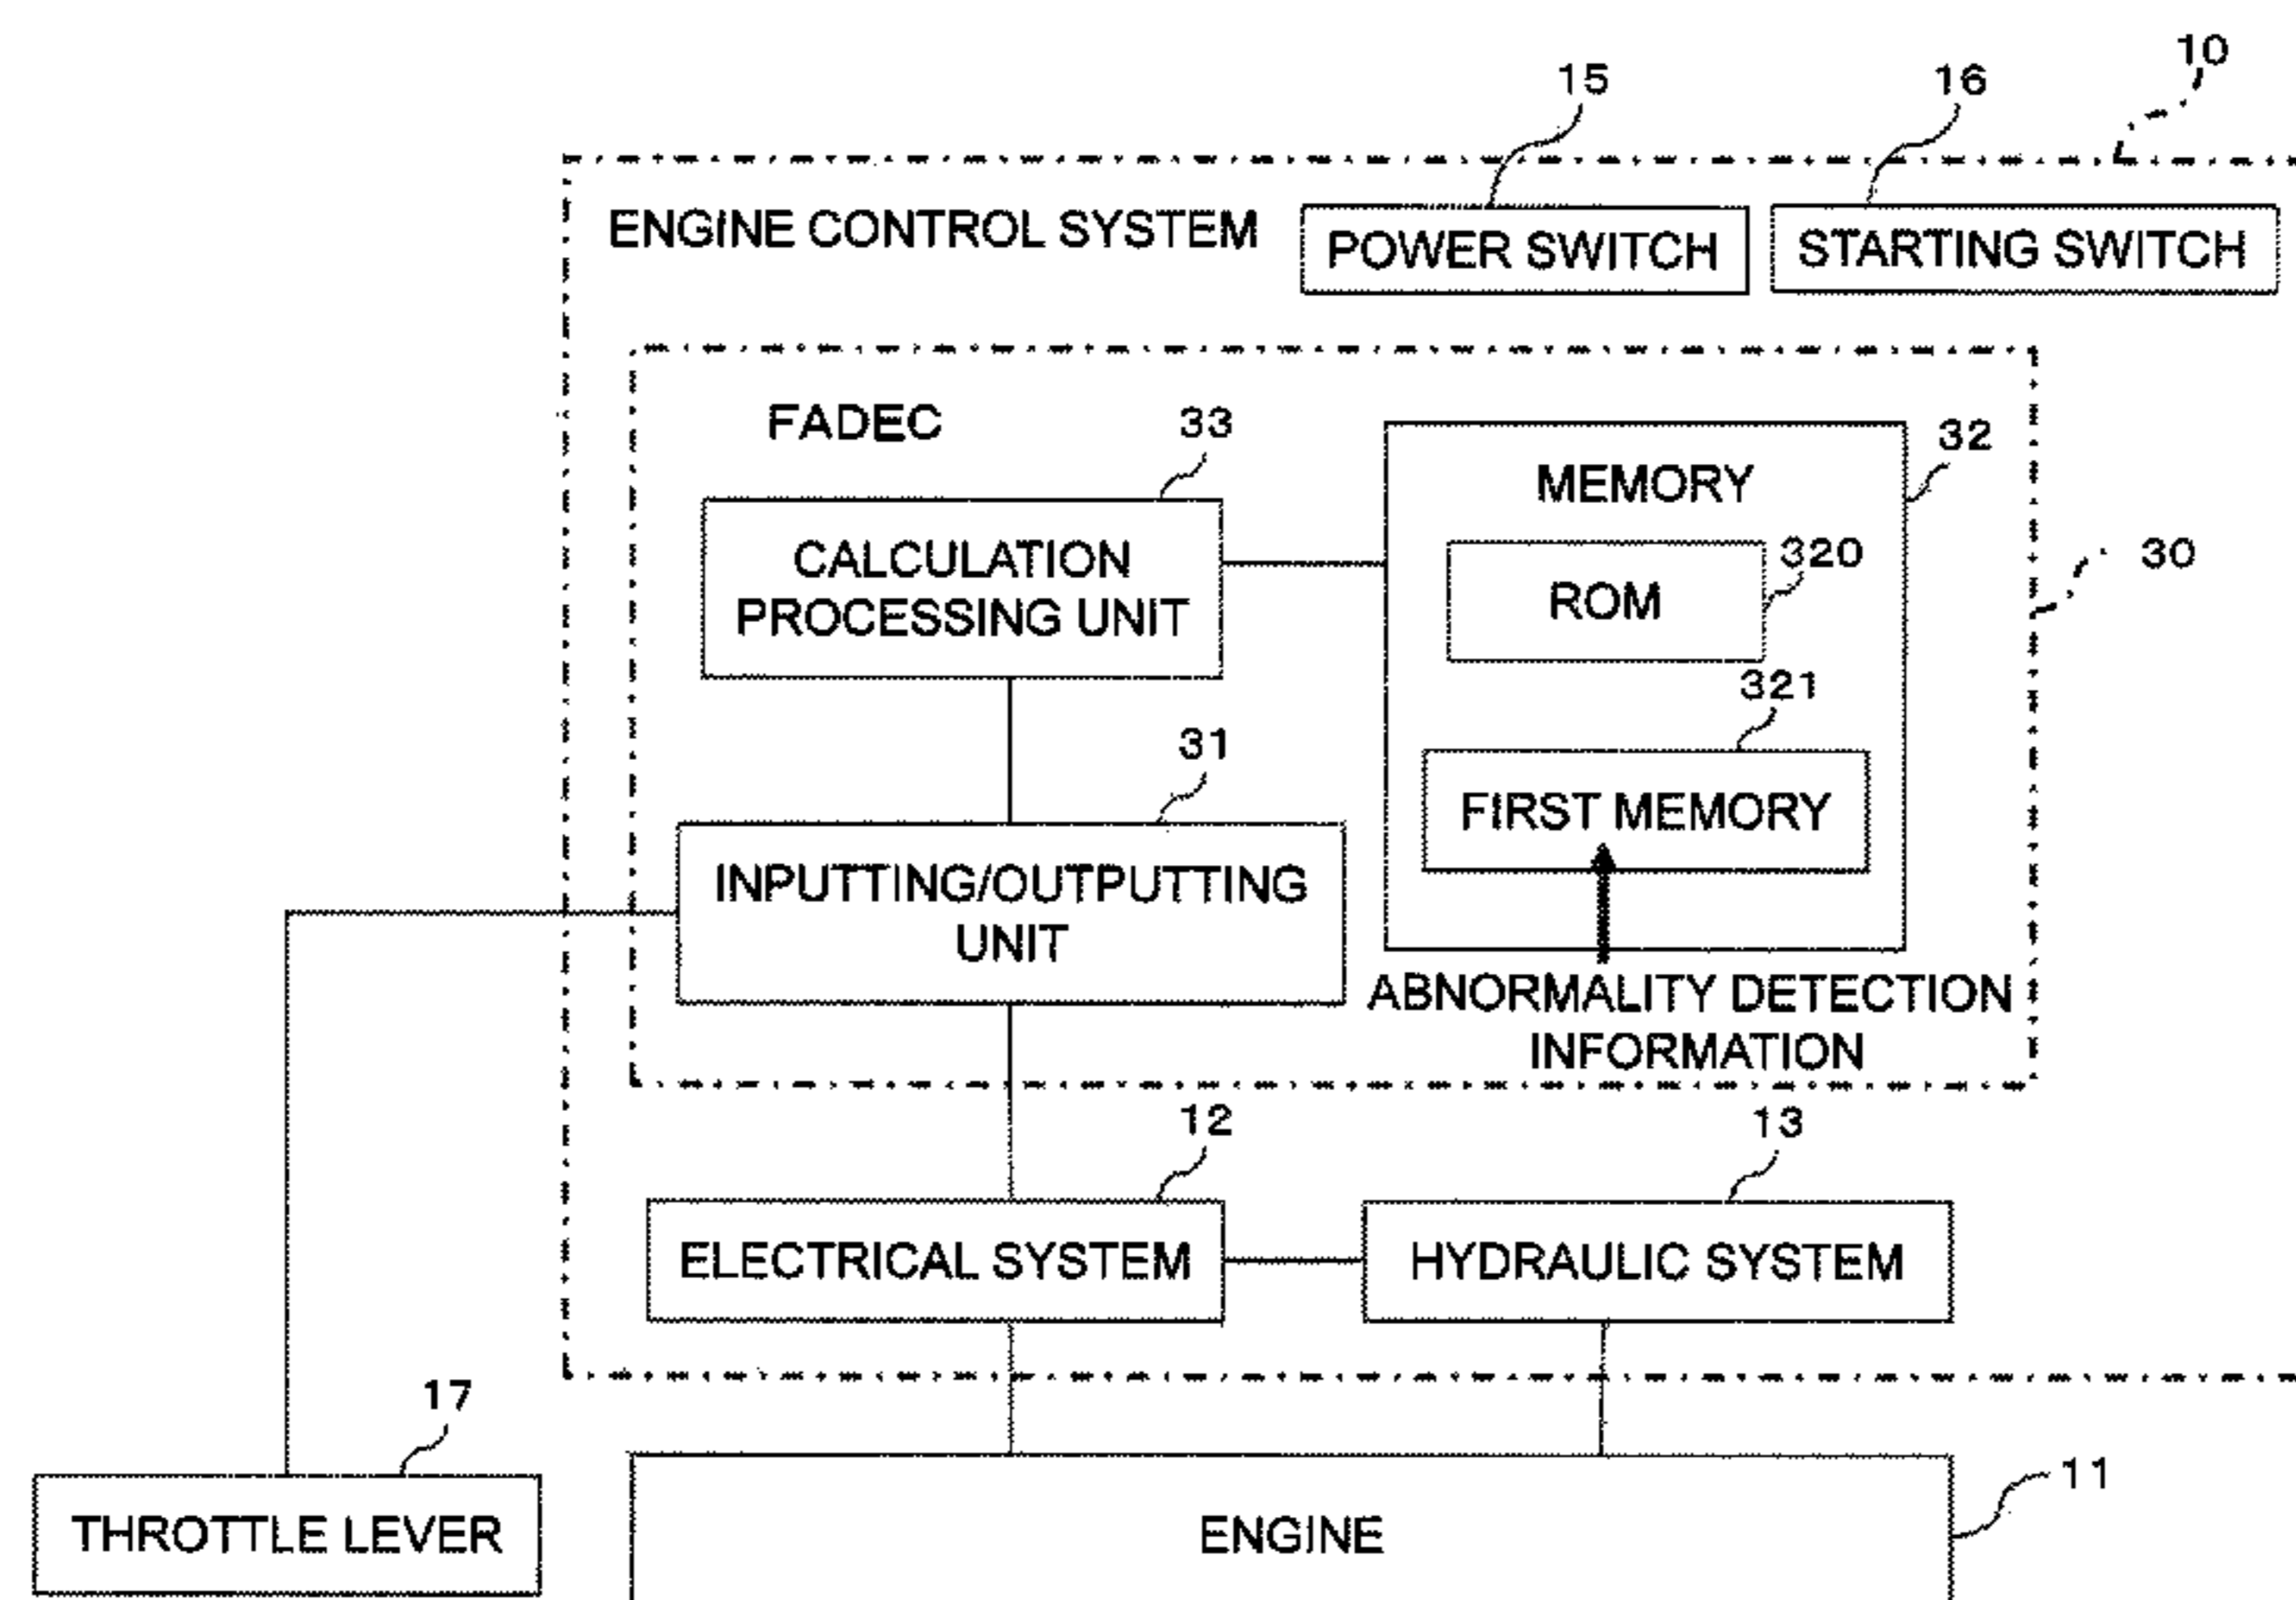 10
15
16
ENGINE CONTROL SYSTEM
POWER SWITCH
STARTING SWITCH
FADEC
33
32
MEMORY
CALCULATION
PROCESSING UNIT
320
ROM
30
321
31
FIRST MEMORY
INPUTTING/OUTPUTTING
UNIT
ABNORMALITY DETECTION
INFORMATION
12
13
ELECTRICAL SYSTEM
HYDRAULIC SYSTEM
17
11
THROTTLE LEVER
ENGINE